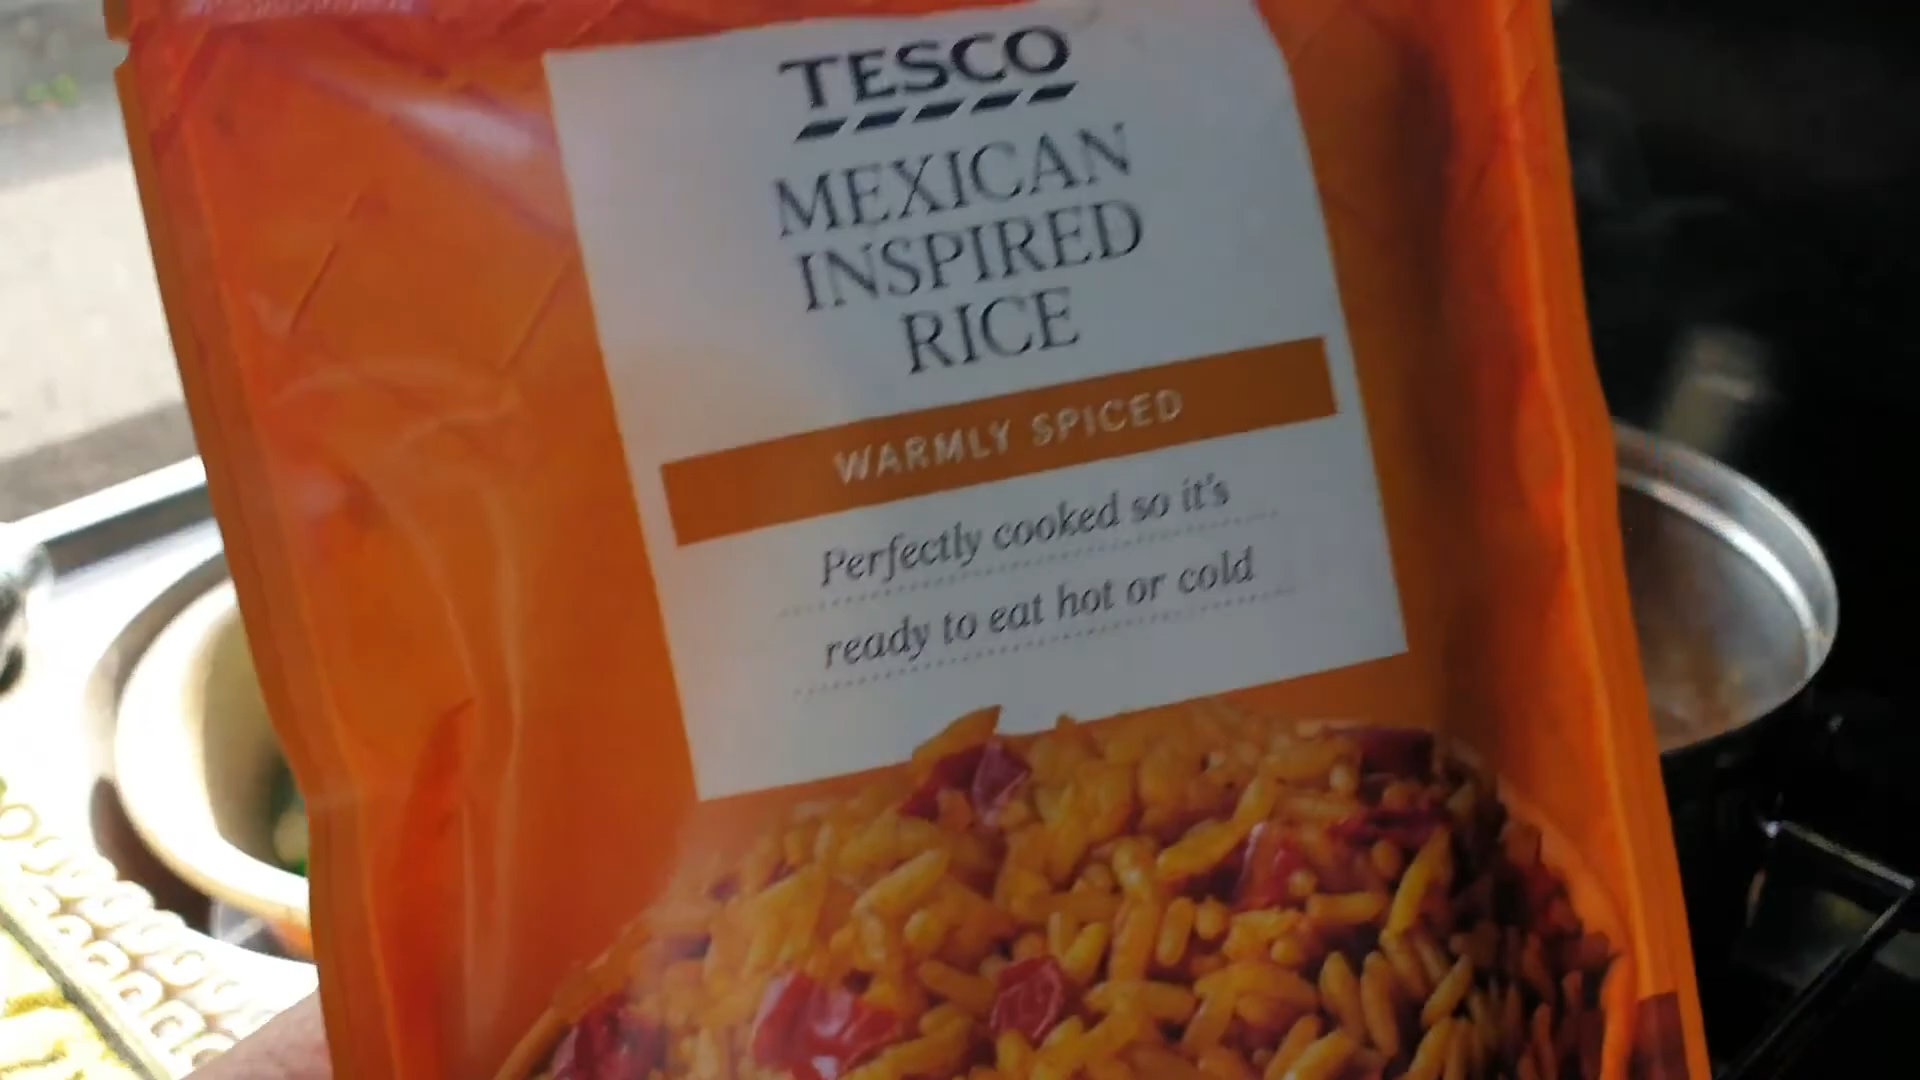 TESCO
MEXICAN
INSPIRED
RICE
WARMLY SPICED
Perfectly cooked so it's
ready to eat hot or cold